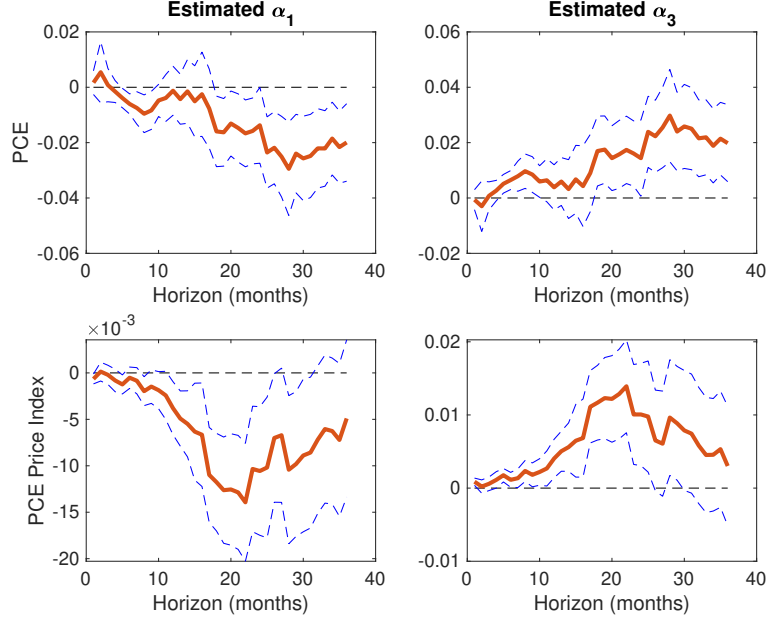 Estimated α1
Estimated α3
PCE
0.02
0
-0.02
-0.04
-0.06
0 10 20 30 40
Horizon (months)
0.06
0.04
0.02
0
-0.02
0 10 20 30 40
Horizon (months)
PCE Price Index
×10-3
0
-5
-10
-15
-20
0 10 20 30 40
Horizon (months)
0.02
0.01
0
-0.01
0 10 20 30 40
Horizon (months)